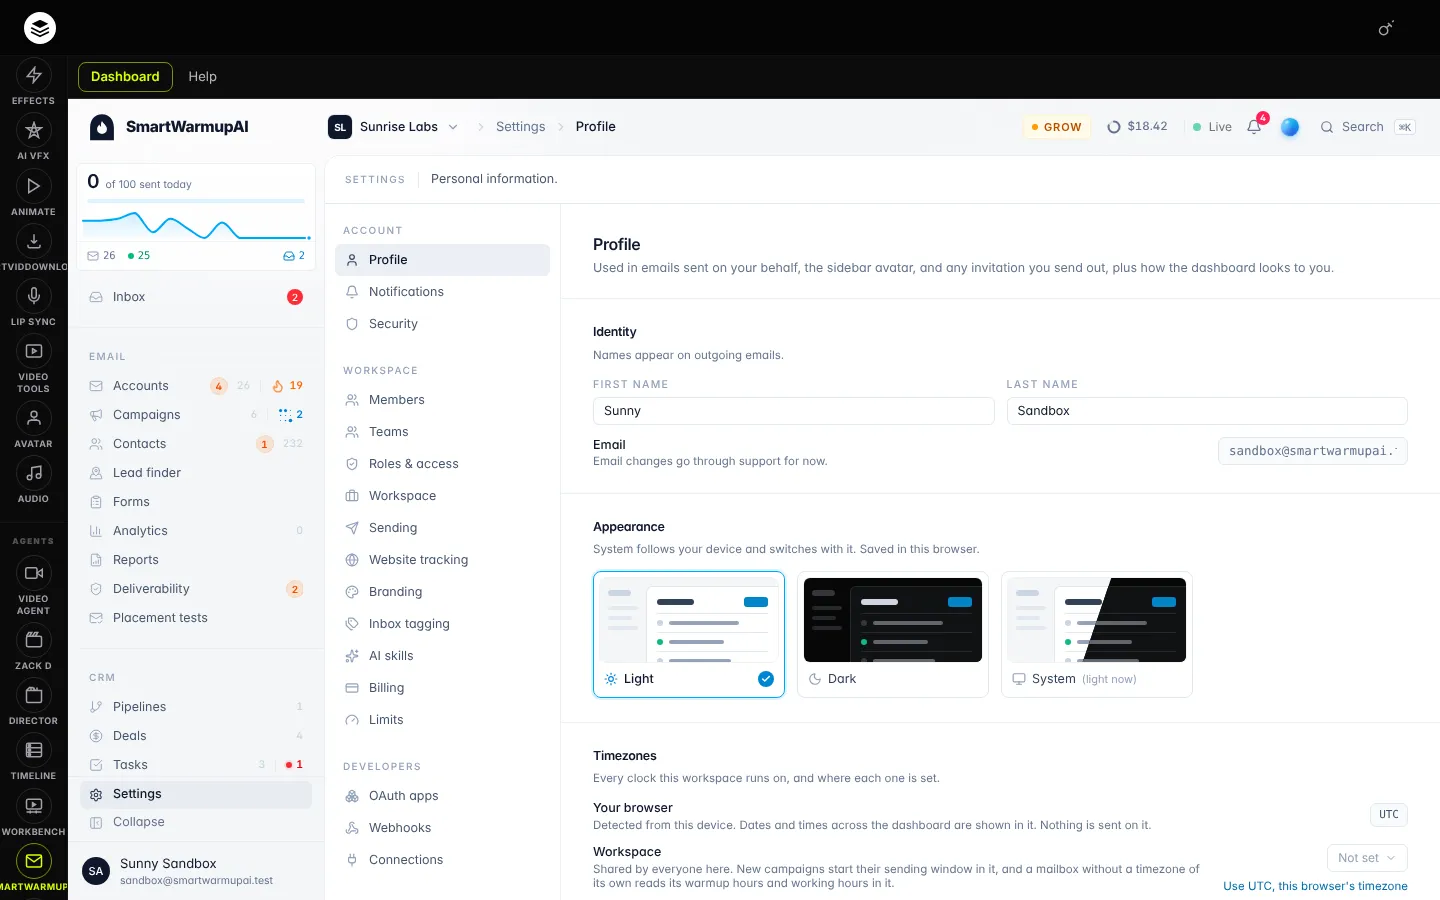 EFFECTS
AI VFX
ANIMATE
TVIDDOWNLO
LIP SYNC
VIDEO
TOOLS
AVATAR
AUDIO
AGENTS
VIDEO
AGENT
ZACK D
DIRECTOR
TIMELINE
WORKBENCH
MARTWARMUP
Dashboard
Help
SmartWarmupAI
SL Sunrise Labs
Settings
Profile
GROW
$18.42
Live
4
Search
⌘K
0 of 100 sent today
26
25
2
Inbox 2
EMAIL
Accounts 4 26 19
Campaigns 6 2
Contacts 1 232
Lead finder
Forms
Analytics 0
Reports
Deliverability 2
Placement tests
CRM
Pipelines 1
Deals 4
Tasks 3 1
Settings
Collapse
SA
Sunny Sandbox
sandbox@smartwarmupai.test
SETTINGS
Personal information.
ACCOUNT
Profile
Notifications
Security
WORKSPACE
Members
Teams
Roles & access
Workspace
Sending
Website tracking
Branding
Inbox tagging
AI skills
Billing
Limits
DEVELOPERS
OAuth apps
Webhooks
Connections
Profile
Used in emails sent on your behalf, the sidebar avatar, and any invitation you send out, plus how the dashboard looks to you.
Identity
Names appear on outgoing emails.
FIRST NAME
LAST NAME
Sunny
Sandbox
Email
Email changes go through support for now.
sandbox@smartwarmupai.
Appearance
System follows your device and switches with it. Saved in this browser.
Light
Dark
System (light now)
Timezones
Every clock this workspace runs on, and where each one is set.
Your browser
Detected from this device. Dates and times across the dashboard are shown in it. Nothing is sent on it.
UTC
Workspace
Shared by everyone here. New campaigns start their sending window in it, and a mailbox without a timezone of
its own reads its warmup hours and working hours in it.
Not set
Use UTC, this browser's timezone